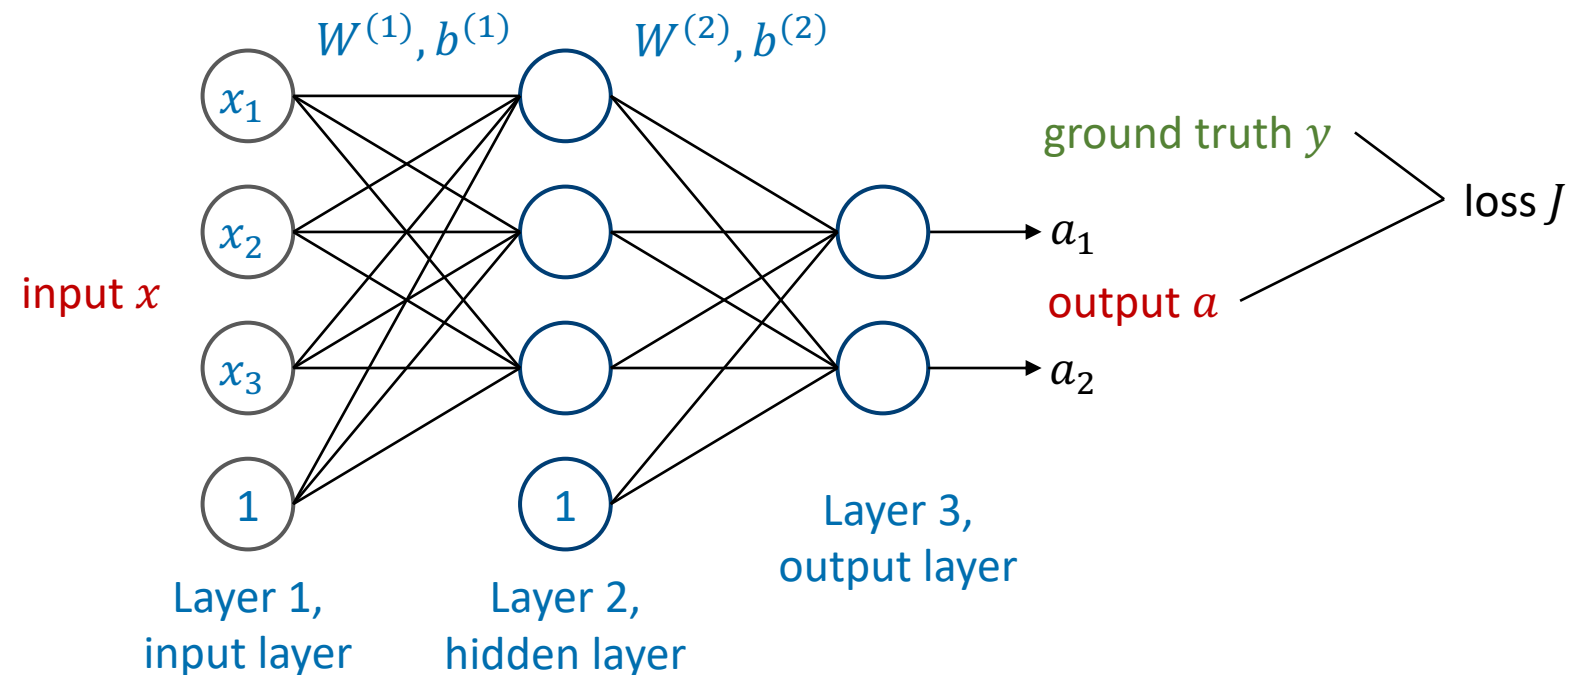 W^{(1)}, b^{(1)}
W^{(2)}, b^{(2)}
x_1
x_2
x_3
1
1
input x
ground truth y
loss J
a_1
output a
a_2
Layer 1,
input layer
Layer 2,
hidden layer
Layer 3,
output layer